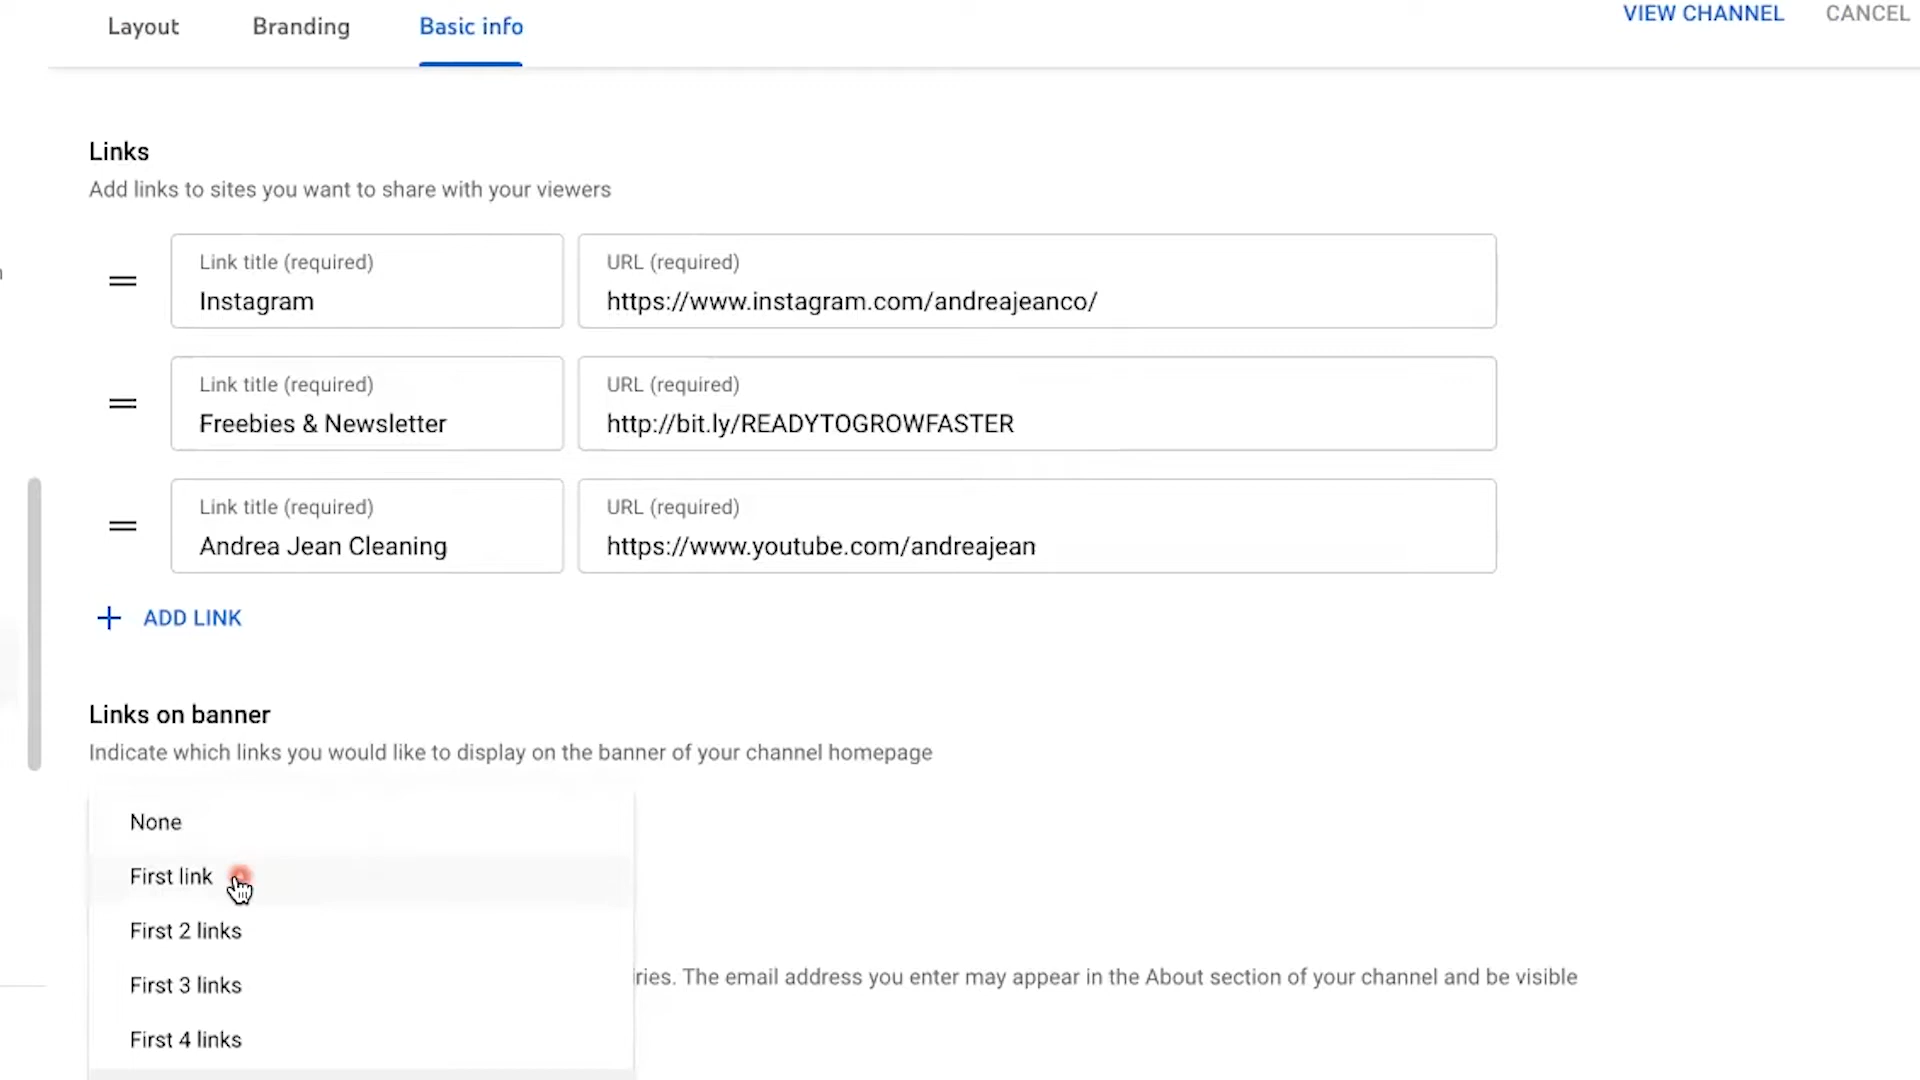 Layout
Branding
Basic info
VIEW CHANNEL
CANCEL
Links
Add links to sites you want to share with your viewers
Link title (required)
Instagram
URL (required)
https://www.instagram.com/andreajeanco/
Link title (required)
Freebies & Newsletter
URL (required)
http://bit.ly/READYTOGROWFASTER
Link title (required)
Andrea Jean Cleaning
URL (required)
https://www.youtube.com/andreajean
+ ADD LINK
Links on banner
Indicate which links you would like to display on the banner of your channel homepage
None
First link
First 2 links
First 3 links
ries. The email address you enter may appear in the About section of your channel and be visible
First 4 links